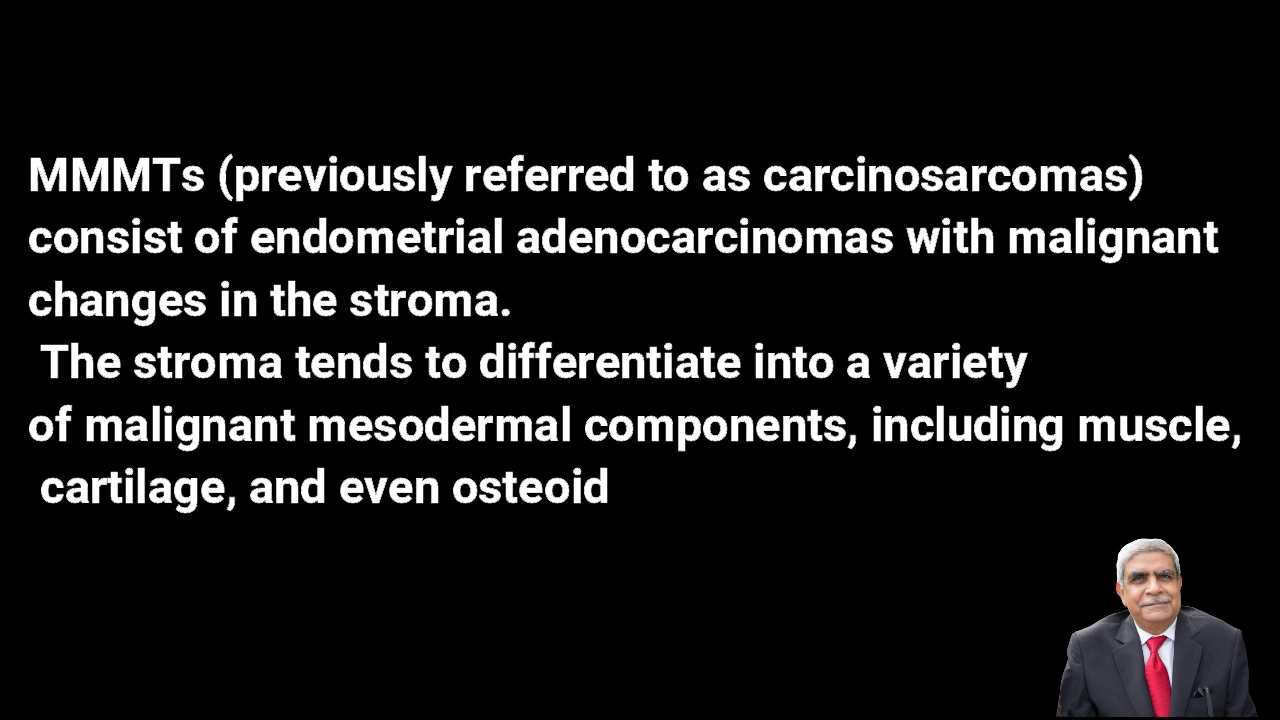 MMMTs (previously referred to as carcinosarcomas)
consist of endometrial adenocarcinomas with malignant
changes in the stroma.
The stroma tends to differentiate into a variety
of malignant mesodermal components, including muscle,
cartilage, and even osteoid